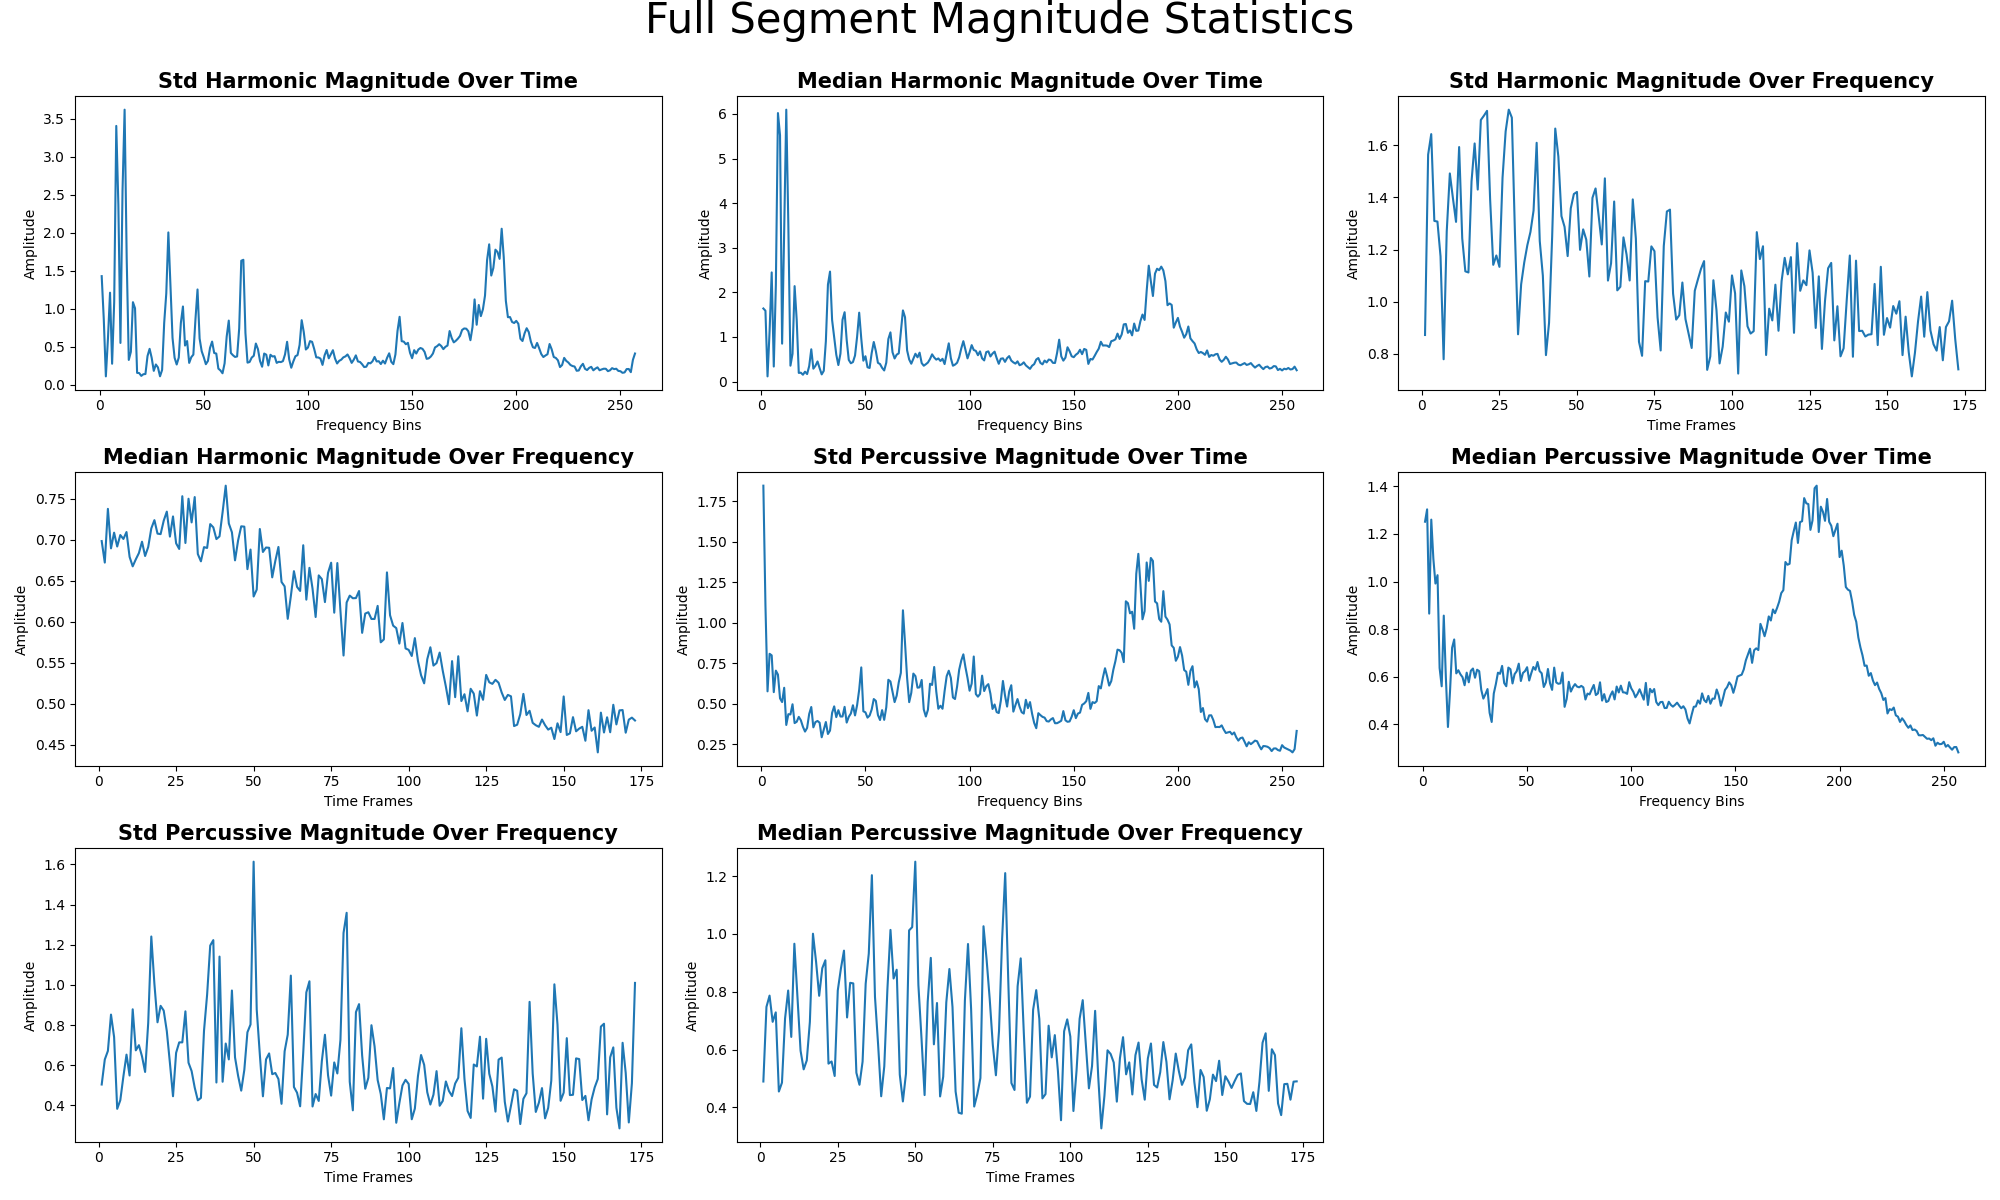 Full Segment Magnitude Statistics
Std Harmonic Magnitude Over Time
Amplitude
3.5
3.0
2.5
2.0
1.5
1.0
0.5
0.0
0 50 100 150 200 250
Frequency Bins
Median Harmonic Magnitude Over Time
Amplitude
6
5
4
3
2
1
0
0 50 100 150 200 250
Frequency Bins
Std Harmonic Magnitude Over Frequency
Amplitude
1.6
1.4
1.2
1.0
0.8
0 25 50 75 100 125 150 175
Time Frames
Median Harmonic Magnitude Over Frequency
Amplitude
0.75
0.70
0.65
0.60
0.55
0.50
0.45
0 25 50 75 100 125 150 175
Time Frames
Std Percussive Magnitude Over Time
Amplitude
1.75
1.50
1.25
1.00
0.75
0.50
0.25
0 50 100 150 200 250
Frequency Bins
Median Percussive Magnitude Over Time
Amplitude
1.4
1.2
1.0
0.8
0.6
0.4
0 50 100 150 200 250
Frequency Bins
Std Percussive Magnitude Over Frequency
Amplitude
1.6
1.4
1.2
1.0
0.8
0.6
0.4
0 25 50 75 100 125 150 175
Time Frames
Median Percussive Magnitude Over Frequency
Amplitude
1.2
1.0
0.8
0.6
0.4
0 25 50 75 100 125 150 175
Time Frames